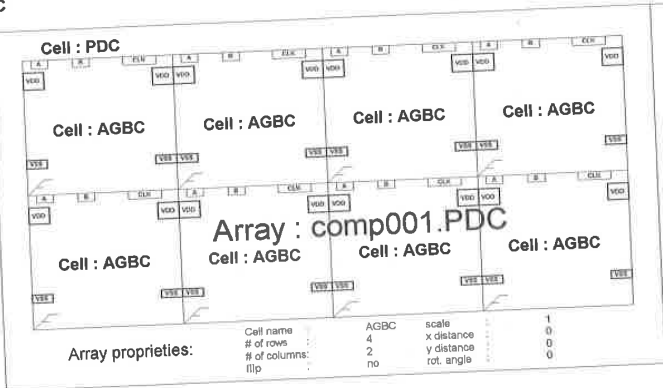 C
Cell : PDC
A B CLK A B CLK A B CLK A B CLK
VDD VDD VDD VDD VDD VDD VDD VDD
Cell : AGBC Cell : AGBC Cell : AGBC Cell : AGBC
VSS VSS VSS VSS VSS VSS VSS VSS
A B CLK A B CLK A B CLK A B CLK
VDD VDD VDD VDD VDD VDD VDD VDD
Array : comp001.PDC
Cell : AGBC Cell : AGBC Cell : AGBC Cell : AGBC
VSS VSS VSS VSS VSS VSS VSS VSS
Array proprieties:
Cell name : AGBC scale : 1
# of rows : 4 x distance : 0
# of columns: 2 y distance : 0
flip : no rot. angle : 0